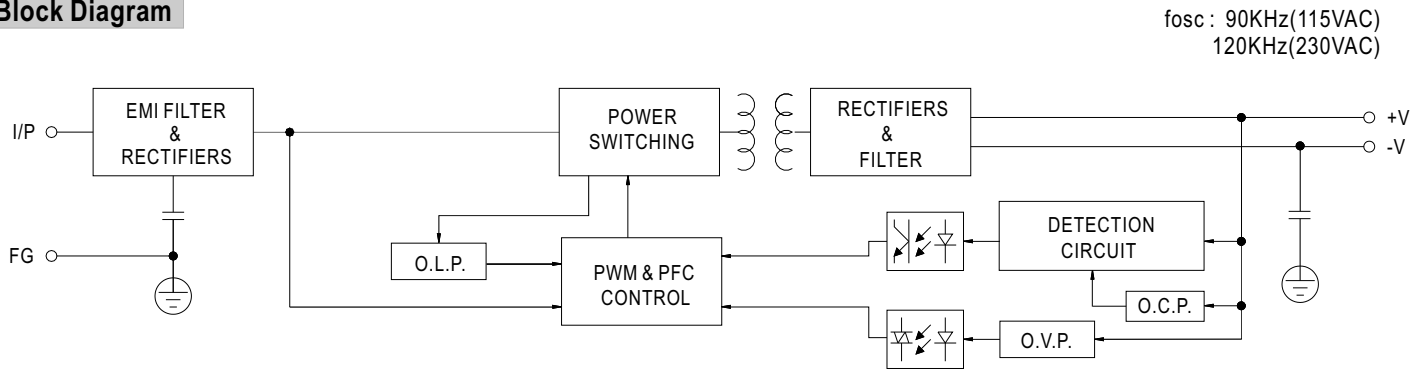 Block Diagram
fosc : 90KHz(115VAC)
120KHz(230VAC)
I/P
EMI FILTER
&
RECTIFIERS
POWER
SWITCHING
RECTIFIERS
&
FILTER
+V
-V
FG
O.L.P.
PWM & PFC
CONTROL
DETECTION
CIRCUIT
O.C.P.
O.V.P.